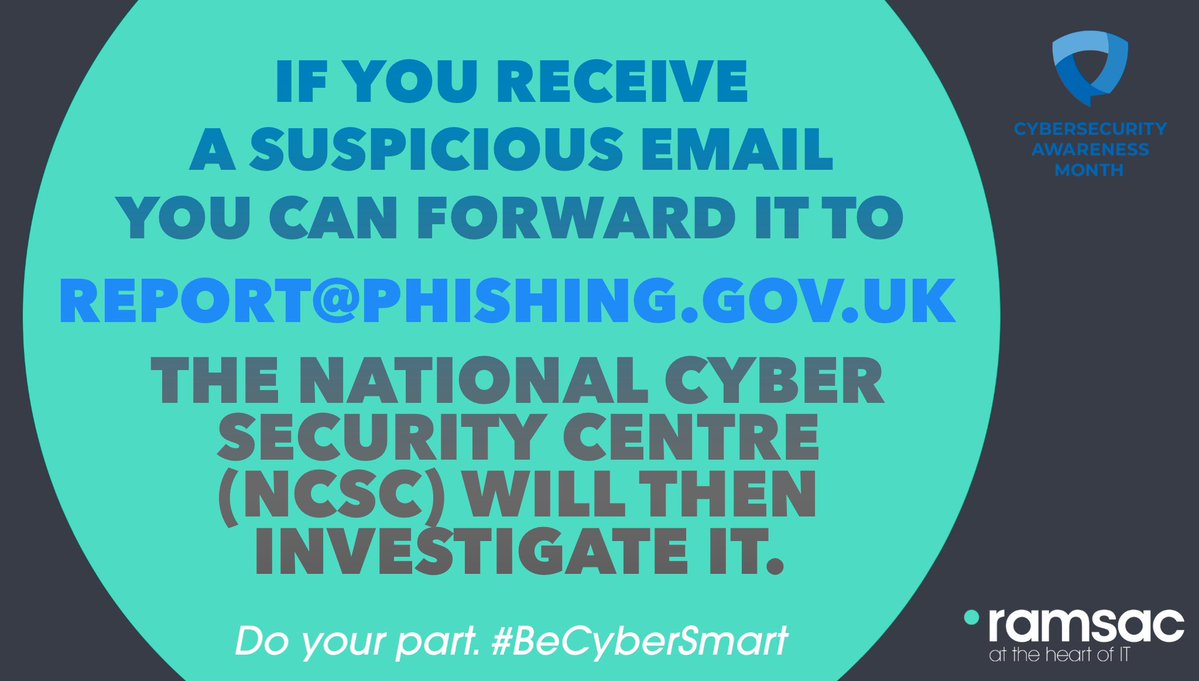 IF YOU RECEIVE
A SUSPICIOUS EMAIL
YOU CAN FORWARD IT TO
REPORT@PHISHING.GOV.UK
THE NATIONAL CYBER
SECURITY CENTRE
(NCSC) WILL THEN
INVESTIGATE IT.
Do your part. #BeCyberSmart
CYBERSECURITY
AWARENESS
MONTH
ramsac
at the heart of IT